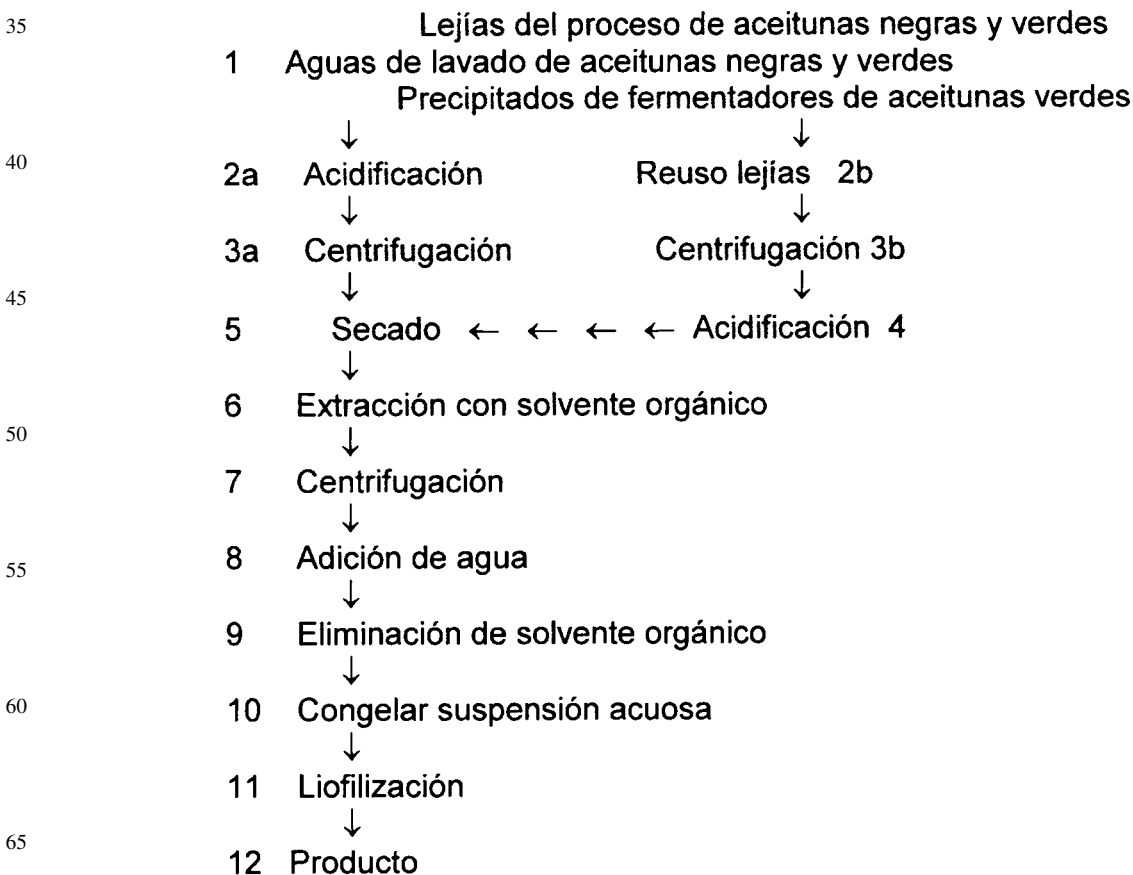 35 Lejías del proceso de aceitunas negras y verdes
1 Aguas de lavado de aceitunas negras y verdes
Precipitados de fermentadores de aceitunas verdes
↓ ↓
40
2a Acidificación Reuso lejías 2b
↓ ↓
3a Centrifugación Centrifugación 3b
↓ ↓
45
5 Secado ← ← ← ← Acidificación 4
↓
6 Extracción con solvente orgánico
50
↓
7 Centrifugación
↓
8 Adición de agua
55
↓
9 Eliminación de solvente orgánico
↓
60
10 Congelar suspensión acuosa
↓
11 Liofilización
↓
65
12 Producto